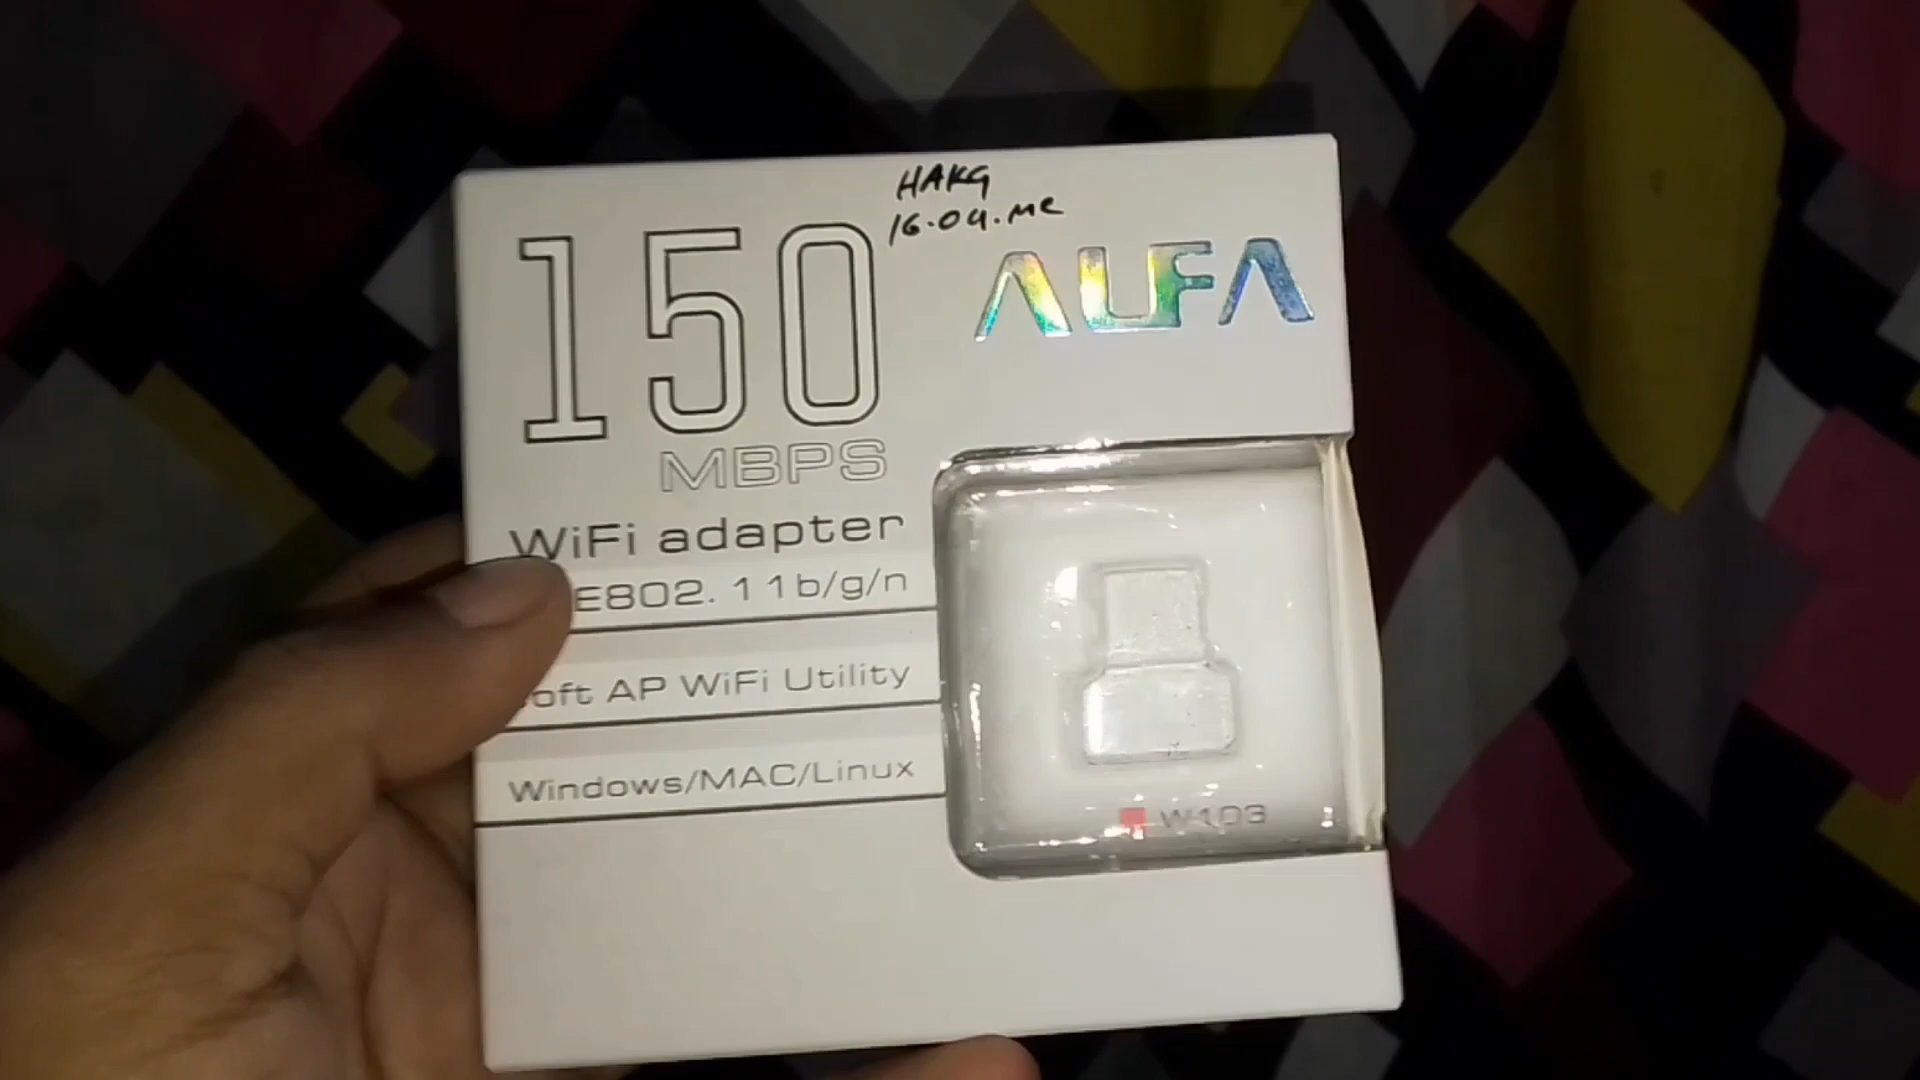 HAKG
16.04.me
150
ALFA
MBPS
WiFi adapter
E802.11b/g/n
oft AP WiFi Utility
Windows/MAC/Linux
W103